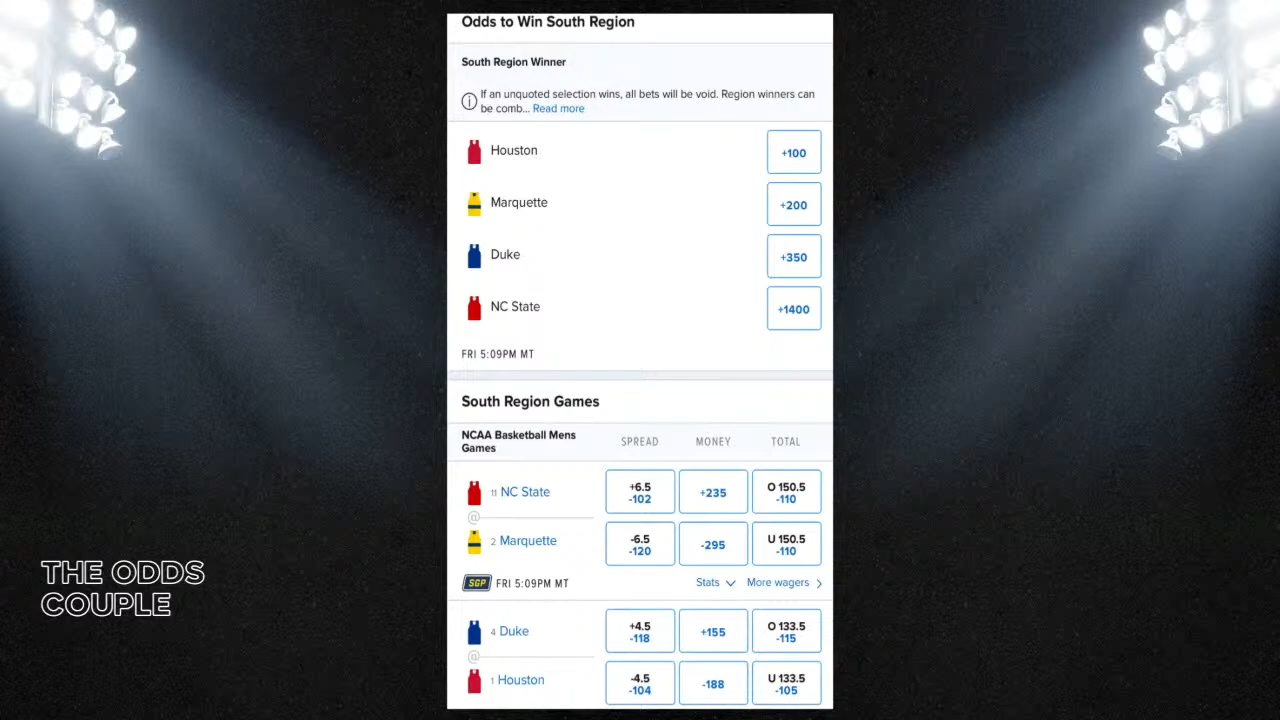 Odds to Win South Region
South Region Winner
If an unquoted selection wins, all bets will be void. Region winners can
be comb... Read more
Houston +100
Marquette +200
Duke +350
NC State +1400
FRI 5:09PM MT
South Region Games
NCAA Basketball Mens
Games
SPREAD MONEY TOTAL
11 NC State +6.5 -102 +235 O 150.5 -110
@
2 Marquette -6.5 -120 -295 U 150.5 -110
SGP FRI 5:09PM MT Stats More wagers
4 Duke +4.5 -118 +155 O 133.5 -115
@
1 Houston -4.5 -104 -188 U 133.5 -105
THE ODDS
COUPLE